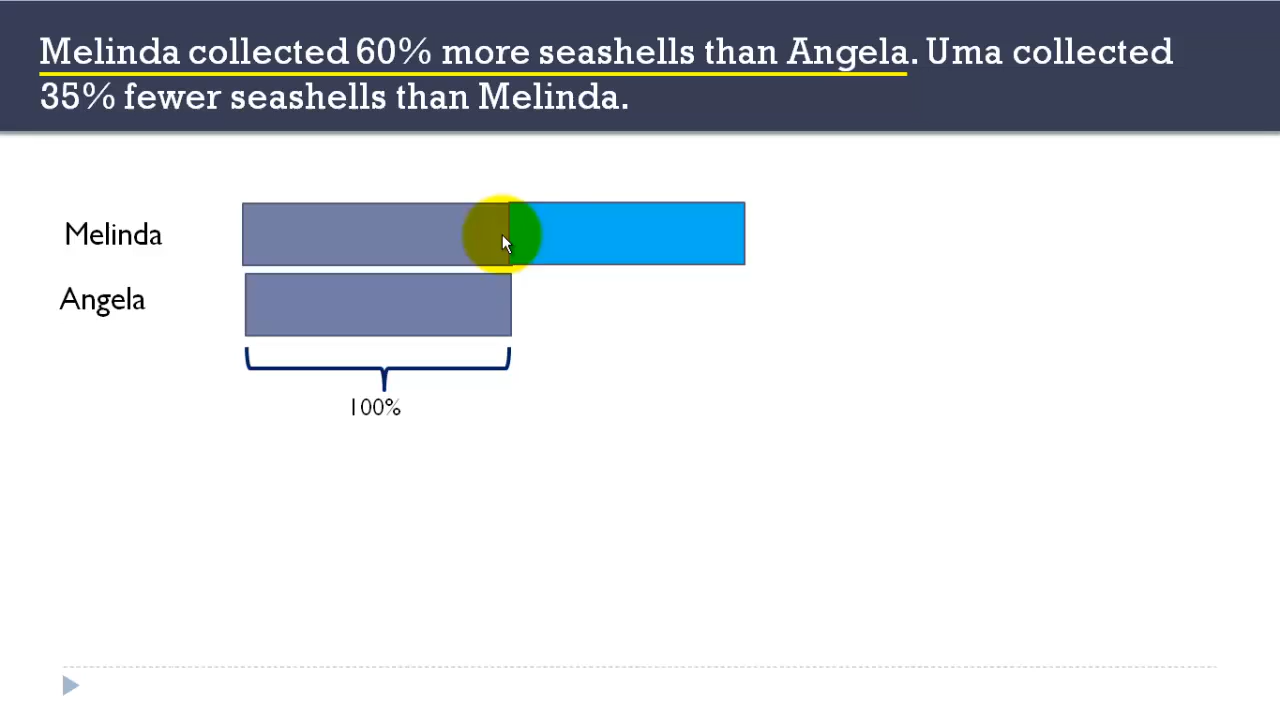 Melinda collected 60% more seashells than Angela. Uma collected
35% fewer seashells than Melinda.
Melinda
Angela
100%